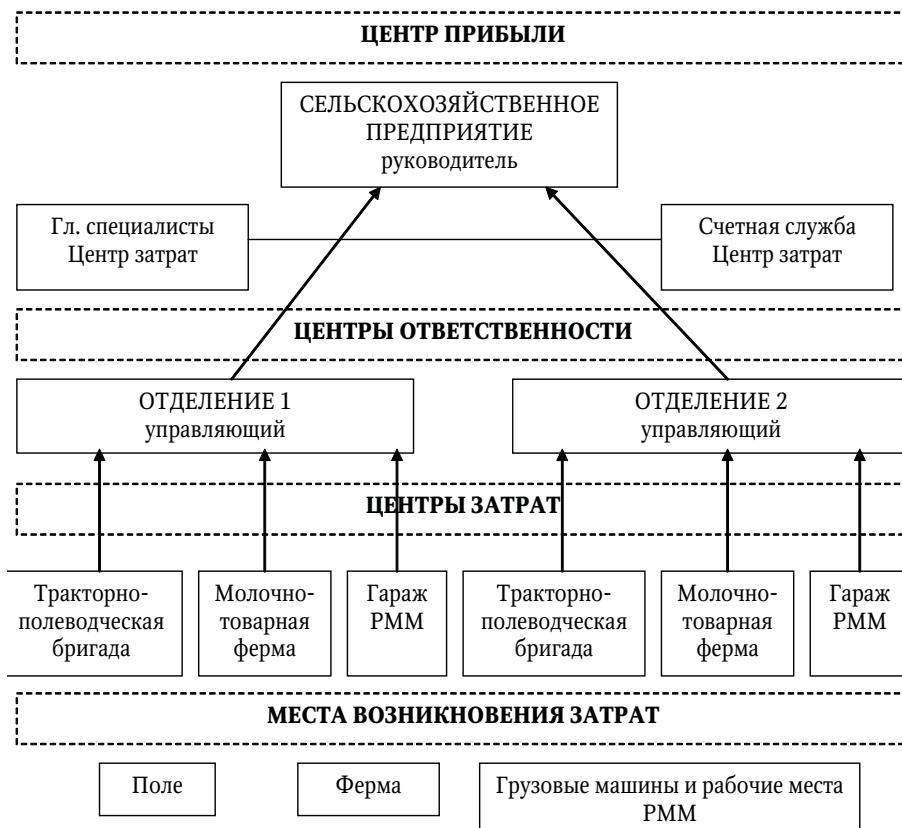 ЦЕНТР ПРИБЫЛИ
СЕЛЬСКОХОЗЯЙСТВЕННОЕ
ПРЕДПРИЯТИЕ
руководитель
Гл. специалисты
Центр затрат
Счетная служба
Центр затрат
ЦЕНТРЫ ОТВЕТСТВЕННОСТИ
ОТДЕЛЕНИЕ 1
управляющий
ОТДЕЛЕНИЕ 2
управляющий
ЦЕНТРЫ ЗАТРАТ
Тракторно-
полеводческая
бригада
Молочно-
товарная
ферма
Гараж
РММ
Тракторно-
полеводческая
бригада
Молочно-
товарная
ферма
Гараж
РММ
МЕСТА ВОЗНИКНОВЕНИЯ ЗАТРАТ
Поле
Ферма
Грузовые машины и рабочие места
РММ